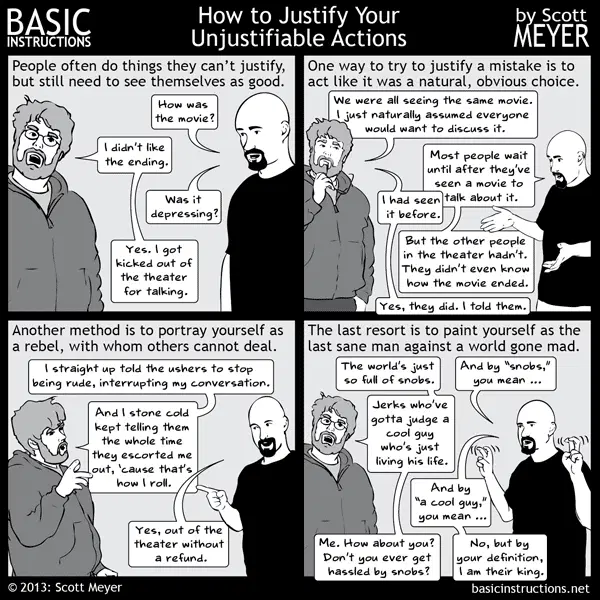 BASIC
INSTRUCTIONS
How to Justify Your
Unjustifiable Actions
by Scott
MEYER
People often do things they can't justify,
but still need to see themselves as good.
How was
the movie?
I didn't like
the ending.
Was it
depressing?
Yes. I got
kicked out of
the theater
for talking.
One way to try to justify a mistake is to
act like it was a natural, obvious choice.
We were all seeing the same movie.
I just naturally assumed everyone
would want to discuss it.
Most people wait
until after they've
seen a movie to
talk about it.
I had seen
it before.
But the other people
in the theater hadn't.
They didn't even know
how the movie ended.
Yes, they did. I told them.
Another method is to portray yourself as
a rebel, with whom others cannot deal.
I straight up told the ushers to stop
being rude, interrupting my conversation.
And I stone cold
kept telling them
the whole time
they escorted me
out, 'cause that's
how I roll.
Yes, out of the
theater without
a refund.
The last resort is to paint yourself as the
last sane man against a world gone mad.
The world's just
so full of snobs.
And by "snobs,"
you mean ...
Jerks who've
gotta judge a
cool guy
who's just
living his life.
And by
"a cool guy,"
you mean ...
Me. How about you?
Don't you ever get
hassled by snobs?
No, but by
your definition,
I am their king.
© 2013: Scott Meyer
basicinstructions.net